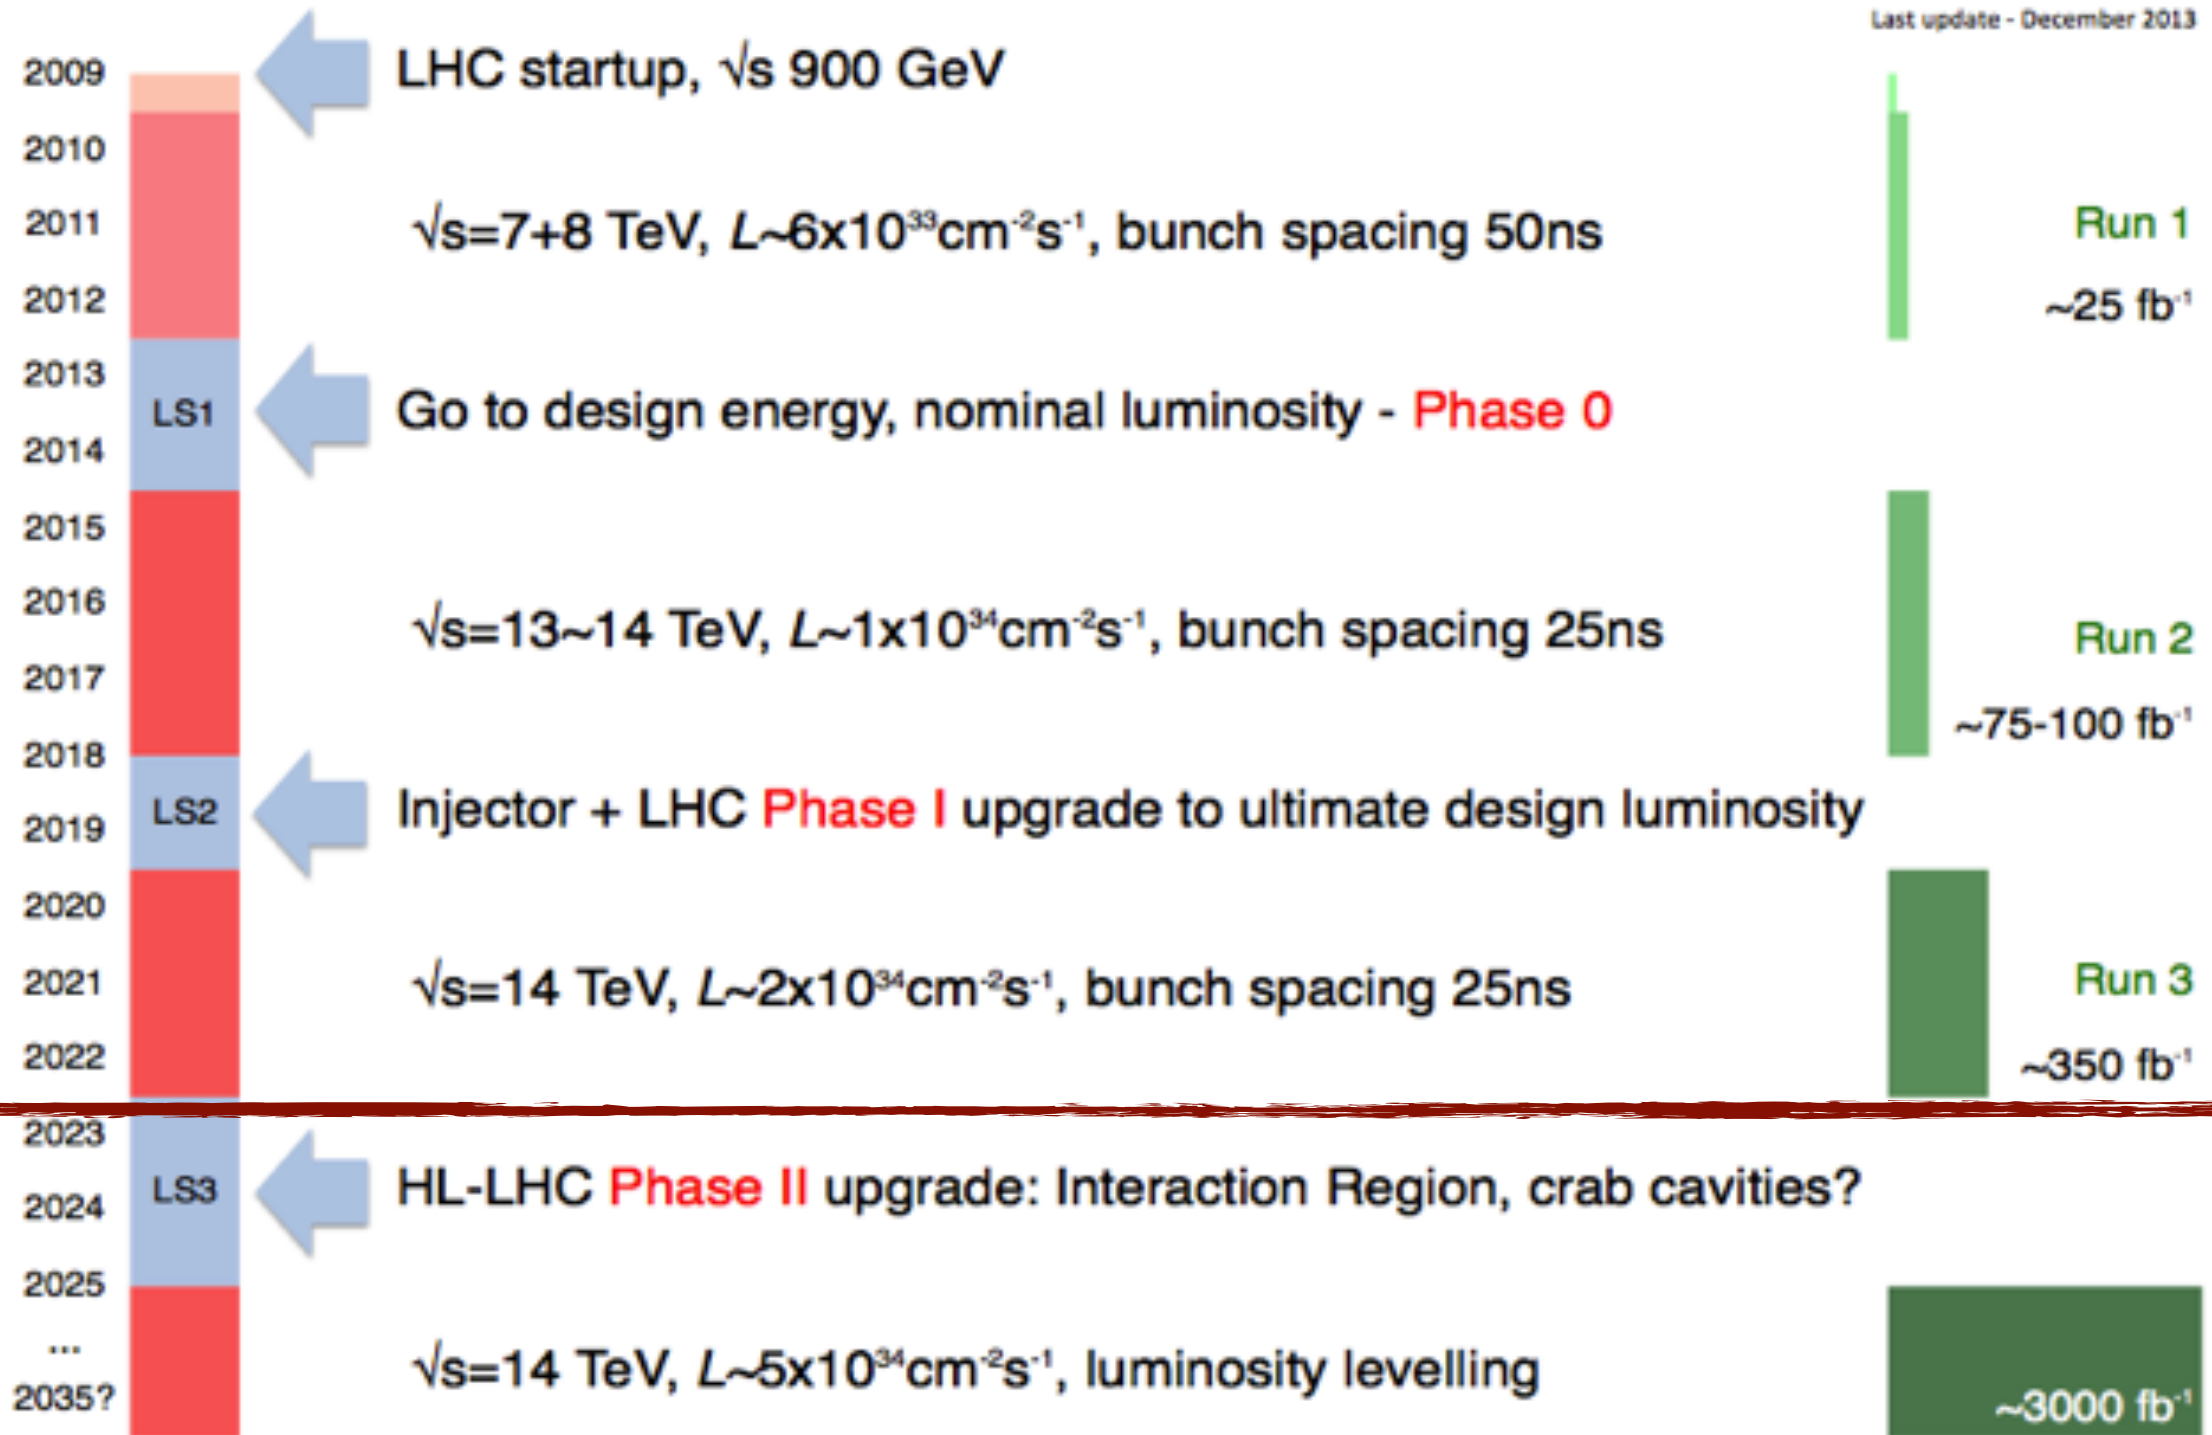 Last update - December 2013
2009
LHC startup, √s 900 GeV
2010
2011
√s=7+8 TeV, L~6x10³³cm⁻²s⁻¹, bunch spacing 50ns
Run 1
2012
~25 fb⁻¹
2013
LS1
Go to design energy, nominal luminosity - Phase 0
2014
2015
2016
√s=13~14 TeV, L~1x10³⁴cm⁻²s⁻¹, bunch spacing 25ns
Run 2
2017
~75-100 fb⁻¹
2018
LS2
Injector + LHC Phase I upgrade to ultimate design luminosity
2019
2020
2021
√s=14 TeV, L~2x10³⁴cm⁻²s⁻¹, bunch spacing 25ns
Run 3
2022
~350 fb⁻¹
2023
LS3
HL-LHC Phase II upgrade: Interaction Region, crab cavities?
2024
2025
...
√s=14 TeV, L~5x10³⁴cm⁻²s⁻¹, luminosity levelling
2035?
~3000 fb⁻¹